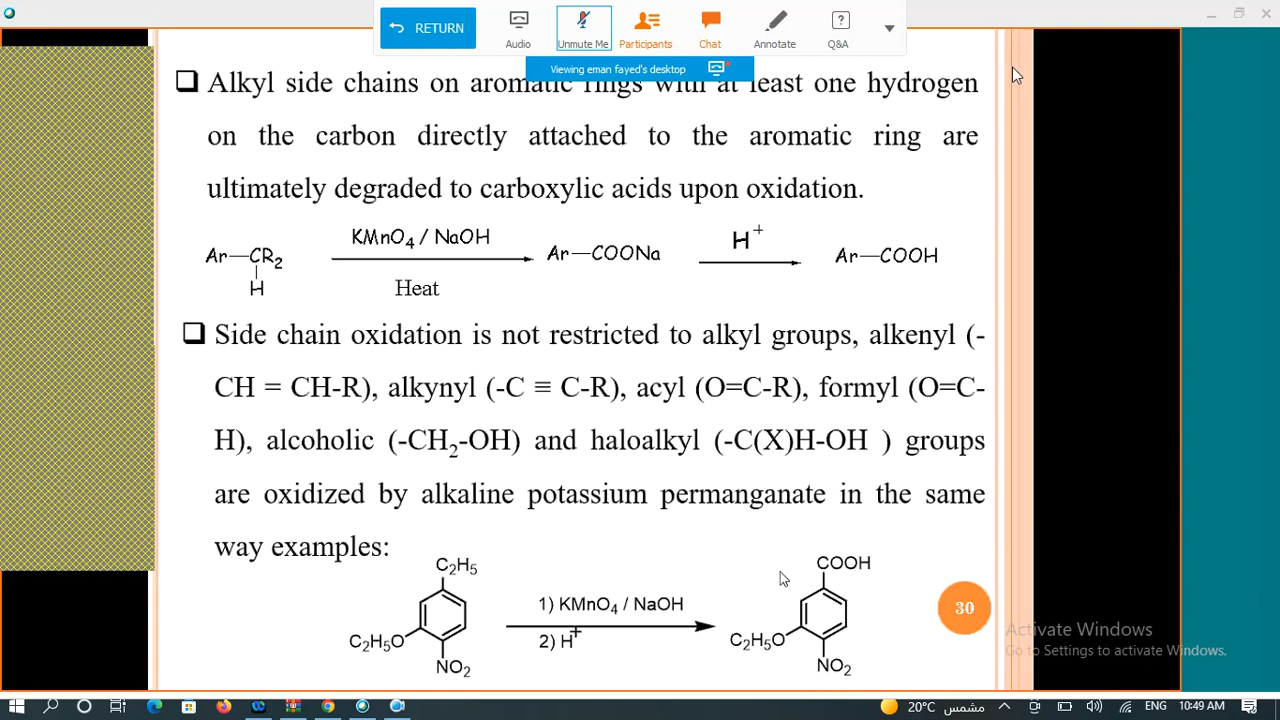 RETURN
Audio
Unmute Me
Participants
Chat
Annotate
Q&A
Viewing eman fayed's desktop
❑ Alkyl side chains on aromatic rings with at least one hydrogen
on the carbon directly attached to the aromatic ring are
ultimately degraded to carboxylic acids upon oxidation.
Ar—CR₂
H
KMnO₄ / NaOH
Heat
Ar—COONa
H⁺
Ar—COOH
❑ Side chain oxidation is not restricted to alkyl groups, alkenyl (-
CH = CH-R), alkynyl (-C ≡ C-R), acyl (O=C-R), formyl (O=C-
H), alcoholic (-CH₂-OH) and haloalkyl (-C(X)H-OH ) groups
are oxidized by alkaline potassium permanganate in the same
way examples:
C₂H₅
C₂H₅O
NO₂
1) KMnO₄ / NaOH
2) H⁺
COOH
C₂H₅O
NO₂
30
Activate Windows
Go to Settings to activate Windows.
20°C مشمس
ENG
10:49 AM